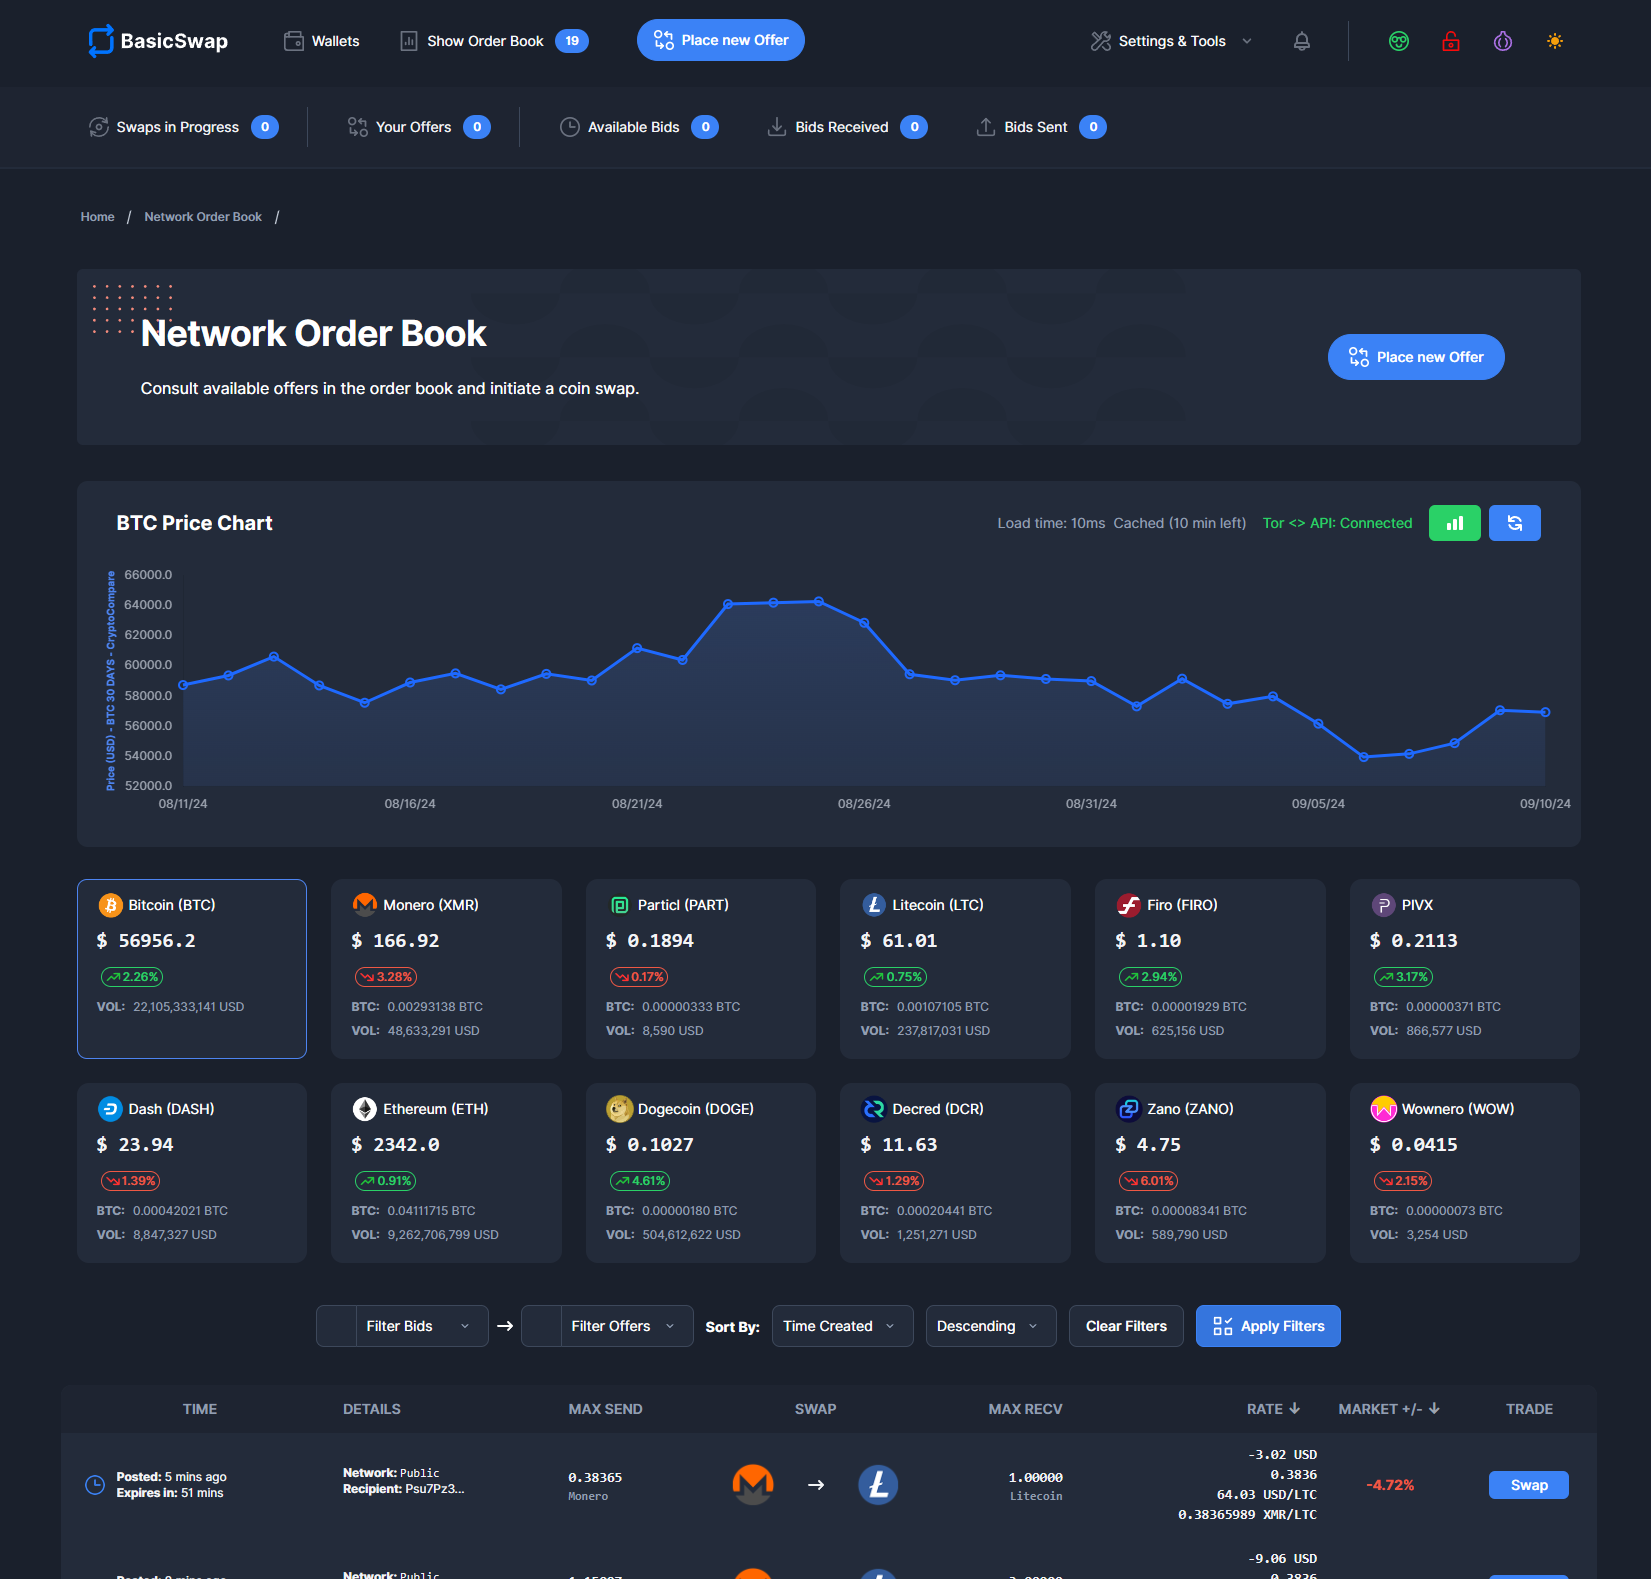 BasicSwap
Wallets
Show Order Book 19
Place new Offer
Settings & Tools
Swaps in Progress 0
Your Offers 0
Available Bids 0
Bids Received 0
Bids Sent 0
Home / Network Order Book /
Network Order Book
Consult available offers in the order book and initiate a coin swap.
Place new Offer
BTC Price Chart
Load time: 10ms Cached (10 min left) Tor <> API: Connected
Price (USD) - BTC 30 DAYS - CryptoCompare
66000.0
64000.0
62000.0
60000.0
58000.0
56000.0
54000.0
52000.0
08/11/24 08/16/24 08/21/24 08/26/24 08/31/24 09/05/24 09/10/24
Bitcoin (BTC)
$ 56956.2
2.26%
VOL: 22,105,333,141 USD
Monero (XMR)
$ 166.92
3.28%
BTC: 0.00293138 BTC
VOL: 48,633,291 USD
Particl (PART)
$ 0.1894
0.17%
BTC: 0.00000333 BTC
VOL: 8,590 USD
Litecoin (LTC)
$ 61.01
0.75%
BTC: 0.00107105 BTC
VOL: 237,817,031 USD
Firo (FIRO)
$ 1.10
2.94%
BTC: 0.00001929 BTC
VOL: 625,156 USD
PIVX
$ 0.2113
3.17%
BTC: 0.00000371 BTC
VOL: 866,577 USD
Dash (DASH)
$ 23.94
1.39%
BTC: 0.00042021 BTC
VOL: 8,847,327 USD
Ethereum (ETH)
$ 2342.0
0.91%
BTC: 0.04111715 BTC
VOL: 9,262,706,799 USD
Dogecoin (DOGE)
$ 0.1027
4.61%
BTC: 0.00000180 BTC
VOL: 504,612,622 USD
Decred (DCR)
$ 11.63
1.29%
BTC: 0.00020441 BTC
VOL: 1,251,271 USD
Zano (ZANO)
$ 4.75
6.01%
BTC: 0.00008341 BTC
VOL: 589,790 USD
Wownero (WOW)
$ 0.0415
2.15%
BTC: 0.00000073 BTC
VOL: 3,254 USD
Filter Bids → Filter Offers Sort By: Time Created Descending Clear Filters Apply Filters
TIME DETAILS MAX SEND SWAP MAX RECV RATE ↓ MARKET +/- ↓ TRADE
Posted: 5 mins ago
Expires in: 51 mins
Network: Public
Recipient: Psu7Pz3...
0.38365
Monero
→
1.00000
Litecoin
-3.02 USD
0.3836
64.03 USD/LTC
0.38365989 XMR/LTC
-4.72%
Swap
Network: Public
-9.06 USD
0.3836